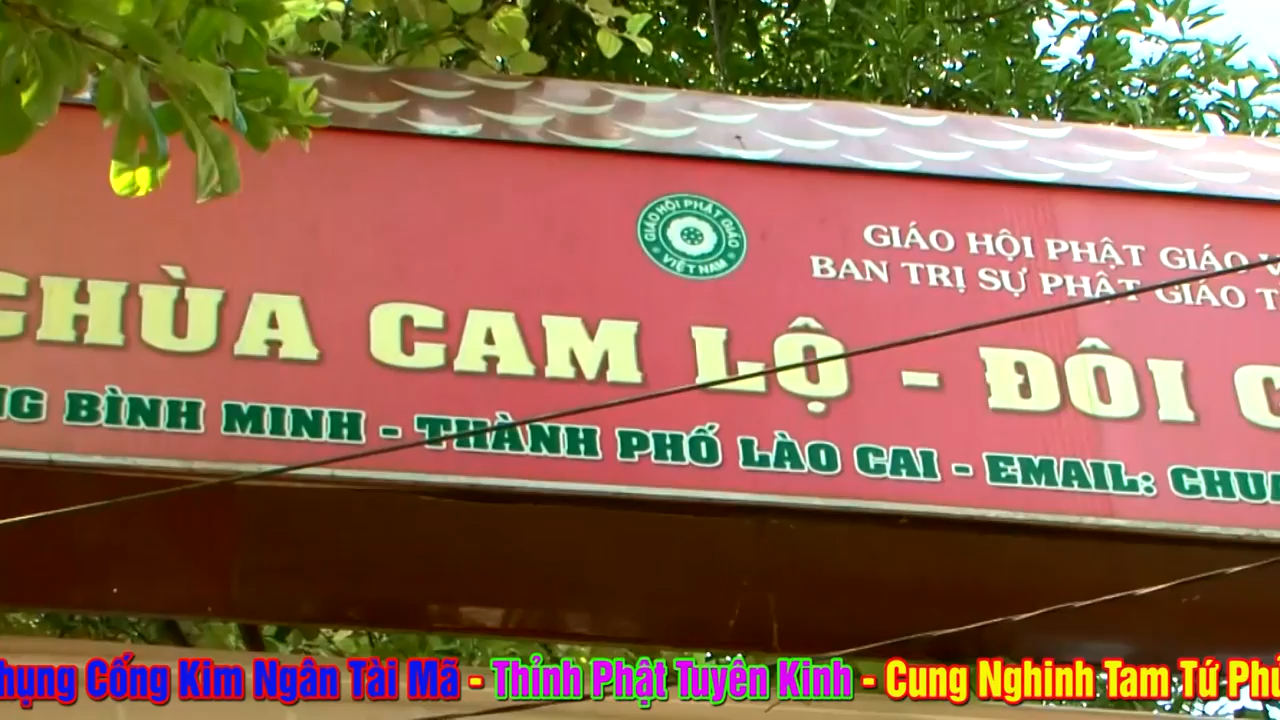 GIÁO HỘI PHẬT GIÁO
VIỆT NAM
GIÁO HỘI PHẬT GIÁO
BAN TRỊ SỰ PHẬT GIÁO
CHÙA CAM LỘ - ĐÔI
BÌNH MINH - THÀNH PHỐ LÀO CAI - EMAIL: CHUA
Cống Kim Ngân Tài Mã - Thỉnh Phật Tuyên Kinh - Cung Nghinh Tam Tứ Phủ